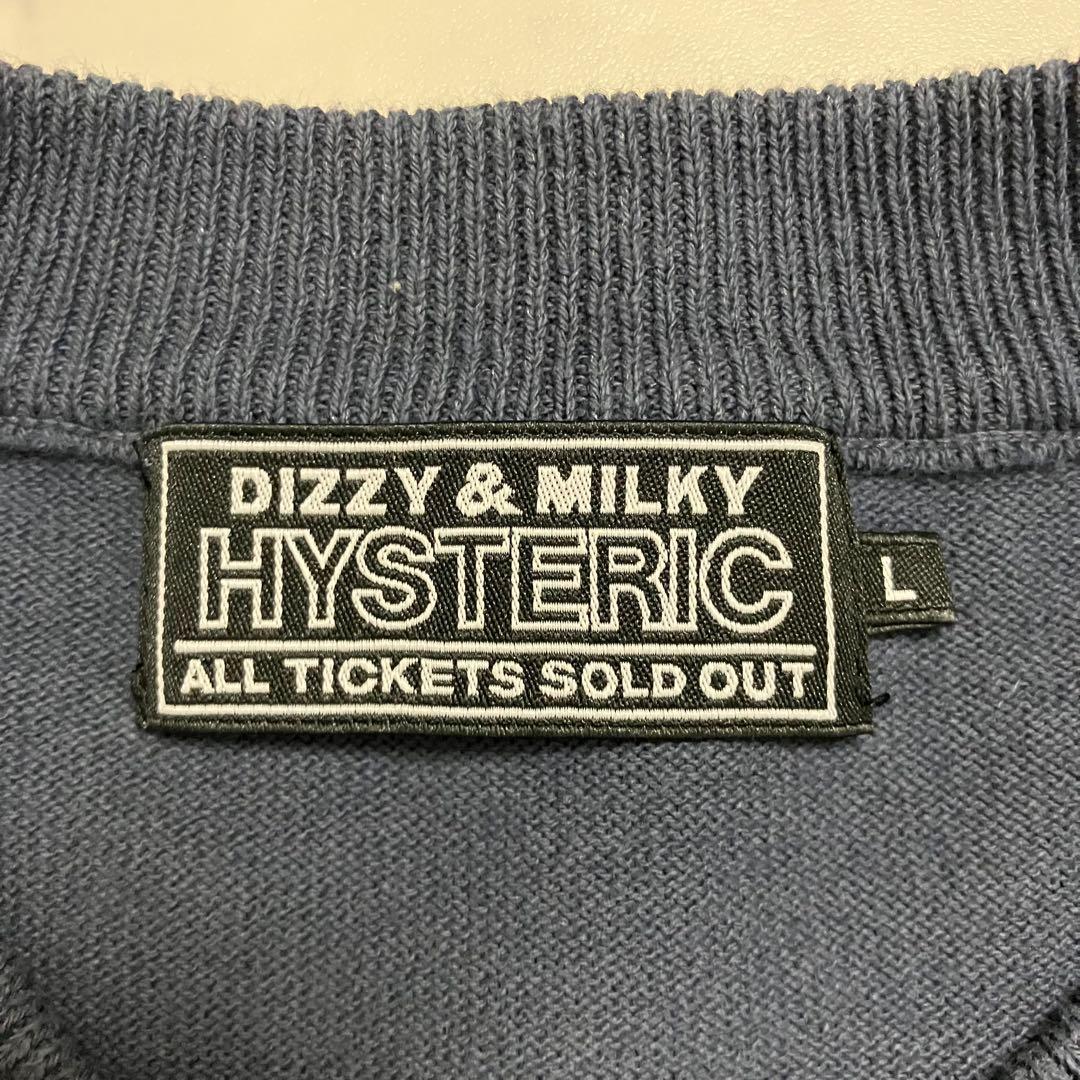 DIZZY & MILKY
HYSTERIC
ALL TICKETS SOLD OUT
L